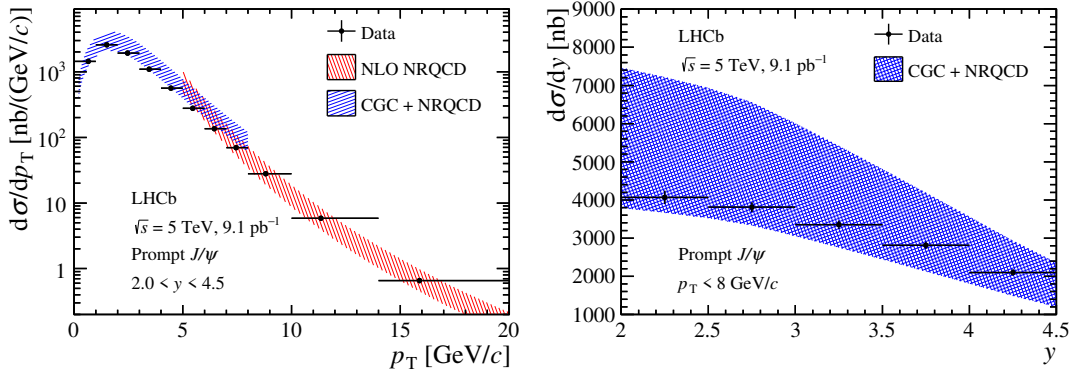 dσ/dp_T [nb/(GeV/c)]
10³
10²
10
1
Data
NLO NRQCD
CGC + NRQCD
LHCb
√s = 5 TeV, 9.1 pb⁻¹
Prompt J/ψ
2.0 < y < 4.5
0 5 10 15 20
p_T [GeV/c]
dσ/dy [nb]
9000
8000
7000
6000
5000
4000
3000
2000
1000
LHCb
√s = 5 TeV, 9.1 pb⁻¹
Data
CGC + NRQCD
Prompt J/ψ
p_T < 8 GeV/c
2 2.5 3 3.5 4 4.5
y